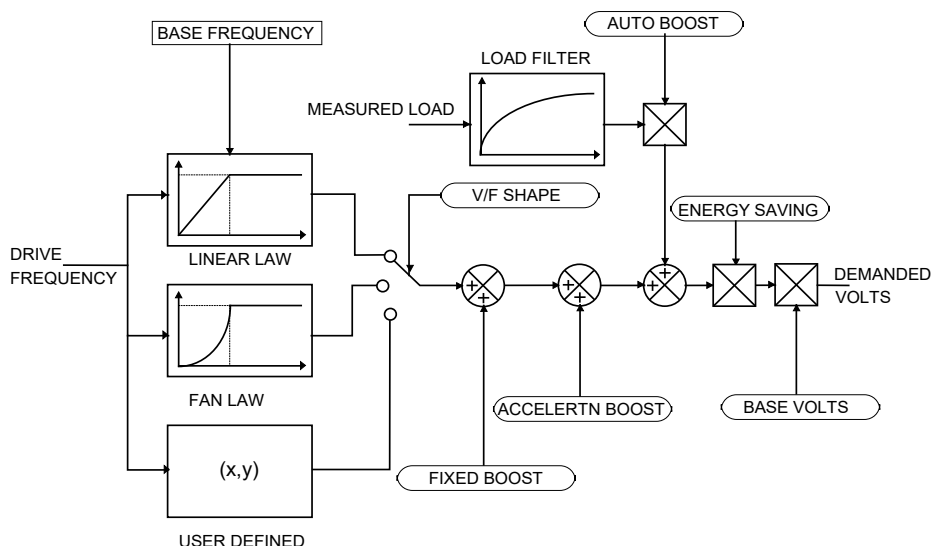 AUTO BOOST
BASE FREQUENCY
LOAD FILTER
MEASURED LOAD
V/F SHAPE
ENERGY SAVING
LINEAR LAW
DRIVE
FREQUENCY
DEMANDED
VOLTS
+
+
+
+
+
+
FAN LAW
ACCELERTN BOOST
BASE VOLTS
(x,y)
FIXED BOOST
USER DEFINED